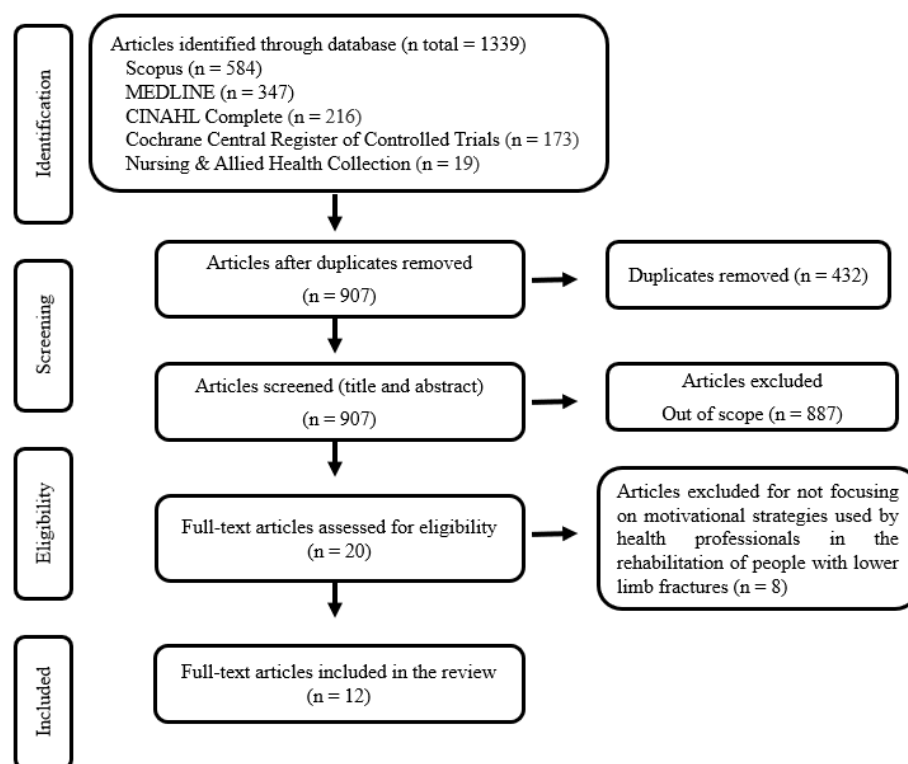 Identification
Articles identified through database (n total = 1339)
Scopus (n = 584)
MEDLINE (n = 347)
CINAHL Complete (n = 216)
Cochrane Central Register of Controlled Trials (n = 173)
Nursing & Allied Health Collection (n = 19)
Screening
Articles after duplicates removed
(n = 907)
Duplicates removed (n = 432)
Articles screened (title and abstract)
(n = 907)
Articles excluded
Out of scope (n = 887)
Eligibility
Full-text articles assessed for eligibility
(n = 20)
Articles excluded for not focusing
on motivational strategies used by
health professionals in the
rehabilitation of people with lower
limb fractures (n = 8)
Included
Full-text articles included in the review
(n = 12)